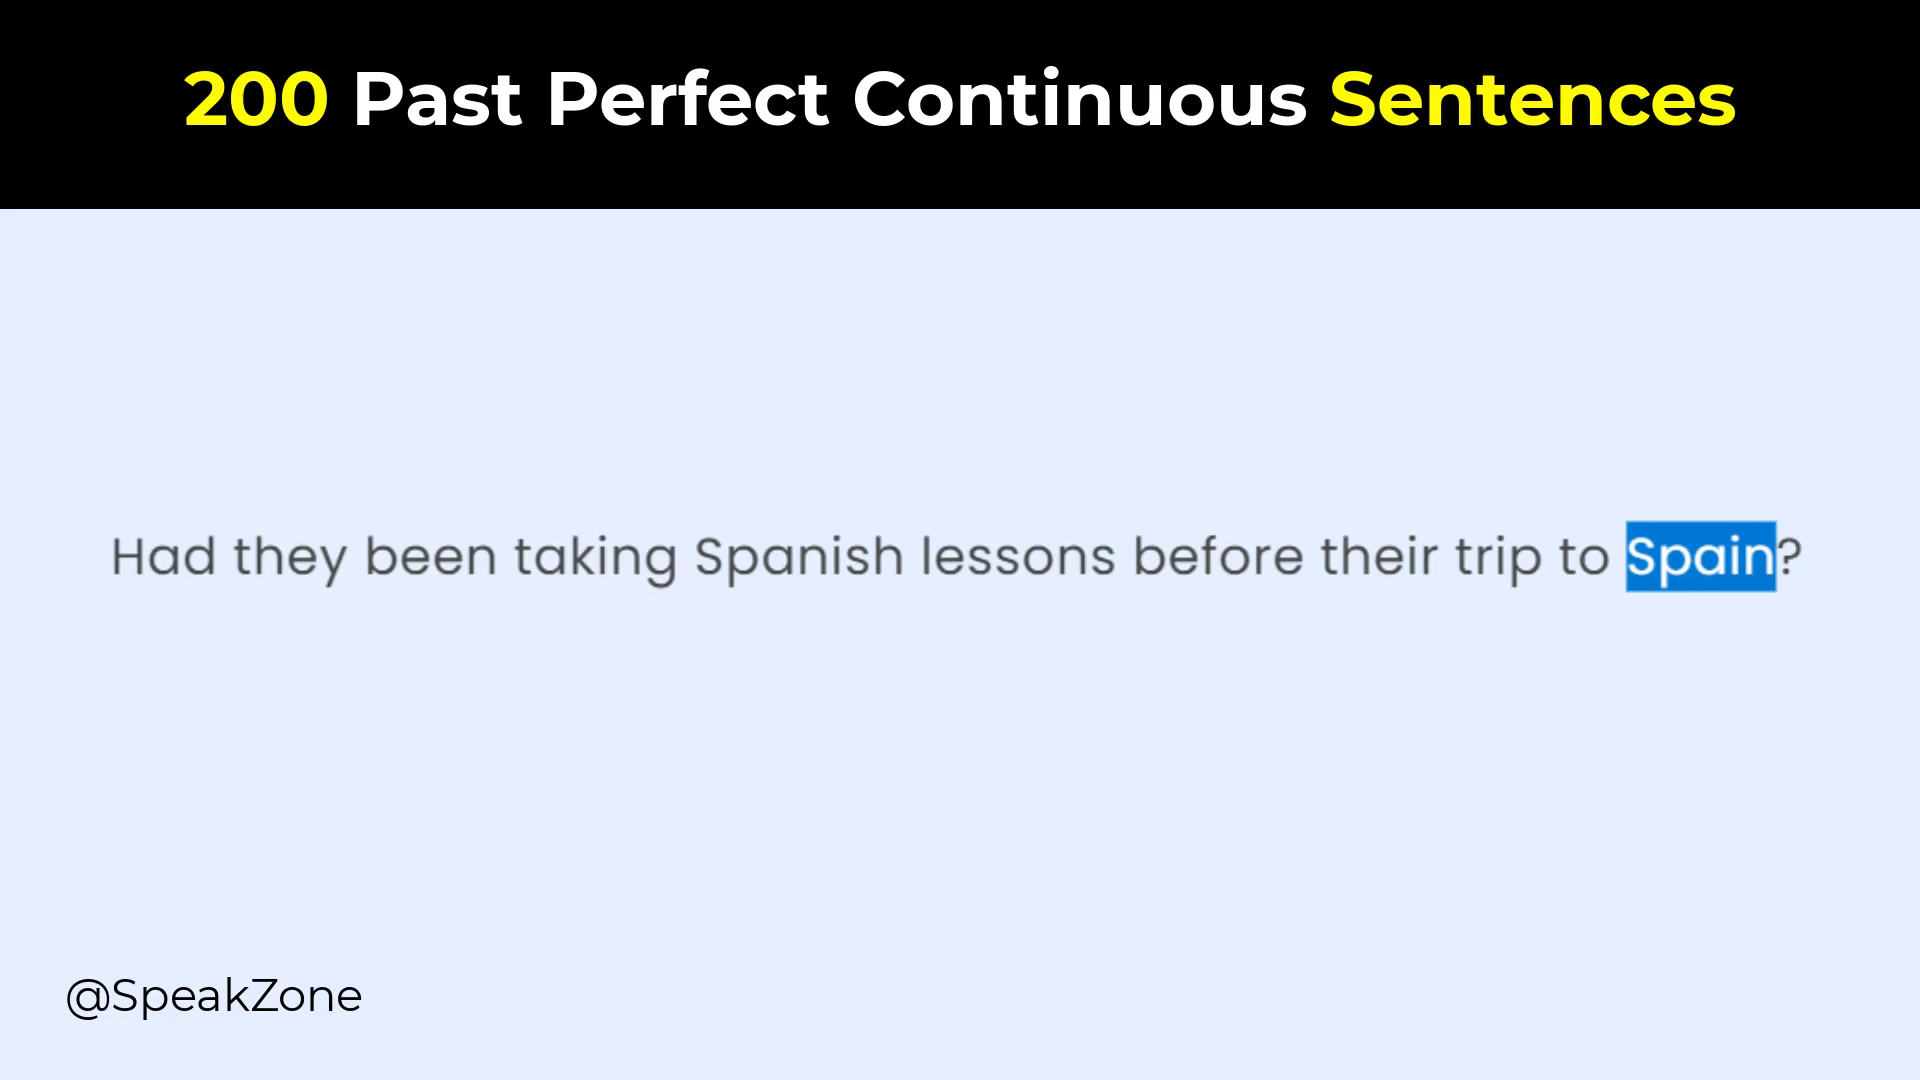 200 Past Perfect Continuous Sentences
Had they been taking Spanish lessons before their trip to Spain?
@SpeakZone